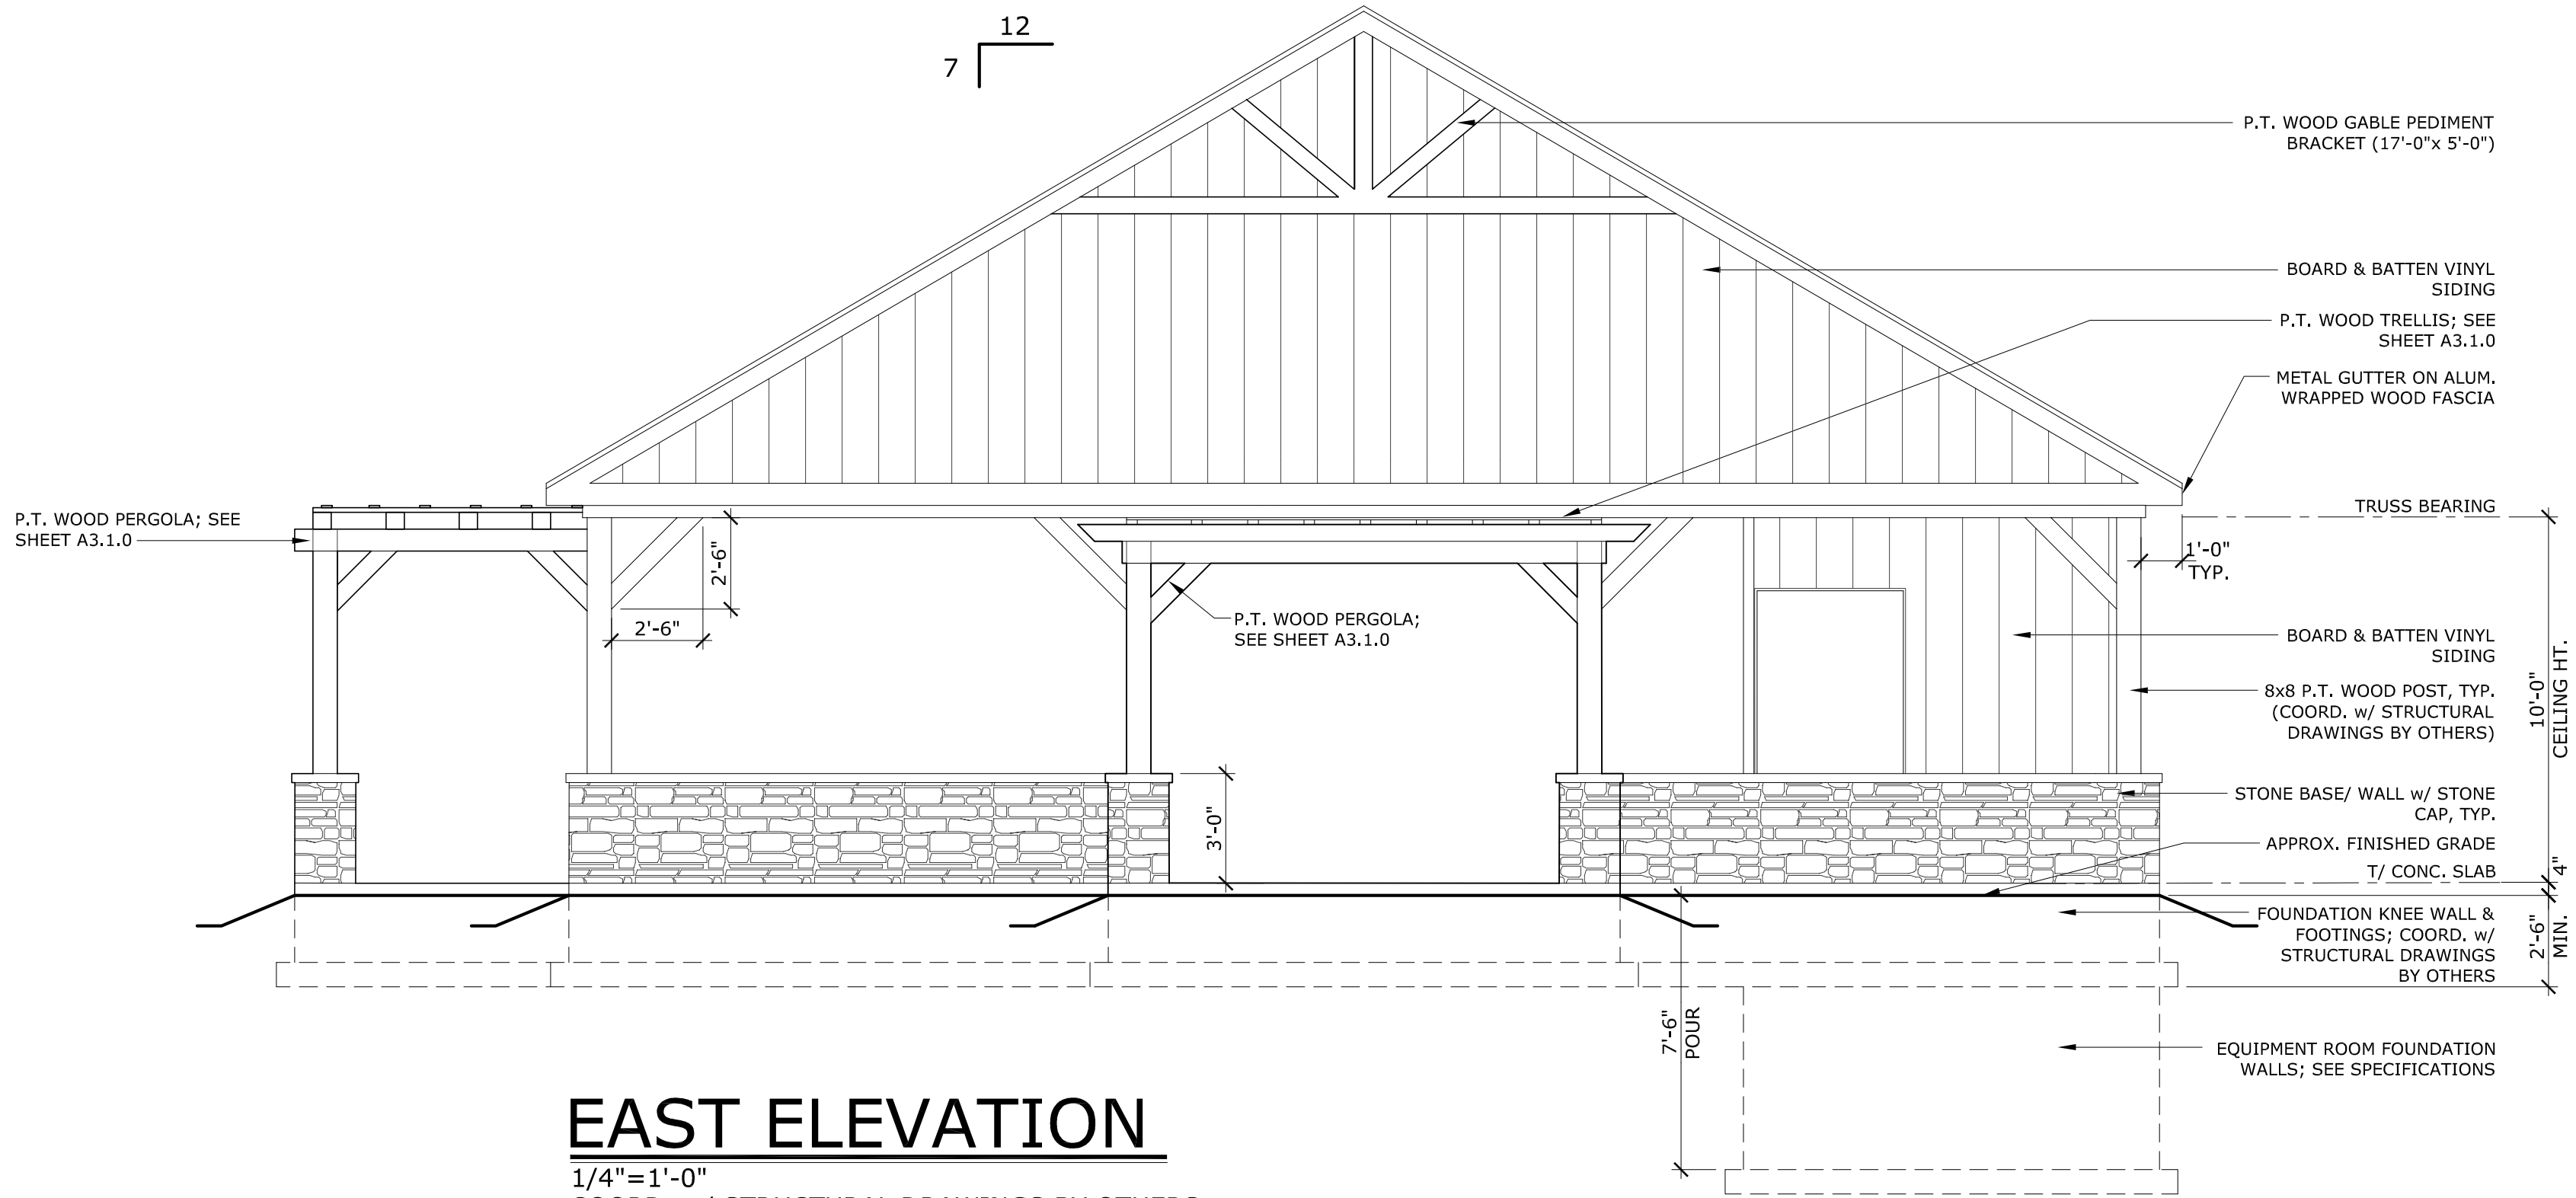 12
7
P.T. WOOD GABLE PEDIMENT
BRACKET (17'-0"x 5'-0")
BOARD & BATTEN VINYL
SIDING
P.T. WOOD TRELLIS; SEE
SHEET A3.1.0
METAL GUTTER ON ALUM.
WRAPPED WOOD FASCIA
TRUSS BEARING
P.T. WOOD PERGOLA; SEE
SHEET A3.1.0
2'-6"
2'-6"
P.T. WOOD PERGOLA;
SEE SHEET A3.1.0
1'-0"
TYP.
BOARD & BATTEN VINYL
SIDING
8x8 P.T. WOOD POST, TYP.
(COORD. w/ STRUCTURAL
DRAWINGS BY OTHERS)
10'-0"
CEILING HT.
STONE BASE/ WALL w/ STONE
CAP, TYP.
3'-0"
APPROX. FINISHED GRADE
T/ CONC. SLAB
4"
FOUNDATION KNEE WALL &
FOOTINGS; COORD. w/
STRUCTURAL DRAWINGS
BY OTHERS
2'-6"
MIN.
7'-6"
POUR
EQUIPMENT ROOM FOUNDATION
WALLS; SEE SPECIFICATIONS
EAST ELEVATION
1/4"=1'-0"
COORD. w/ STRUCTURAL DRAWINGS BY OTHERS